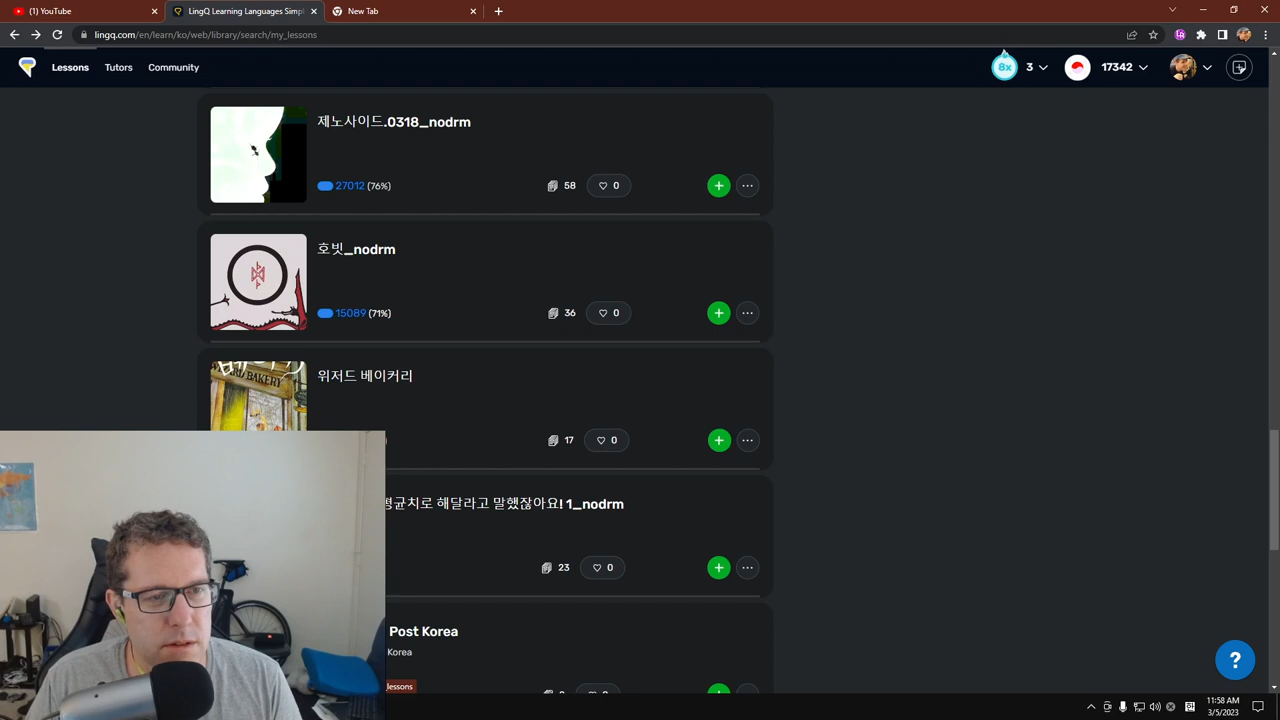 (1) YouTube
LingQ Learning Languages Simpl
New Tab
lingq.com/en/learn/ko/web/library/search/my_lessons
Lessons
Tutors
Community
8x
3
17342
제노사이드.0318_nodrm
27012 (76%)
58
0
호빗_nodrm
15089 (71%)
36
0
BAKERY
위저드 베이커리
17
0
평균치로 해달라고 말했잖아요! 1_nodrm
23
0
Post Korea
Korea
lessons
?
11:58 AM
3/5/2023